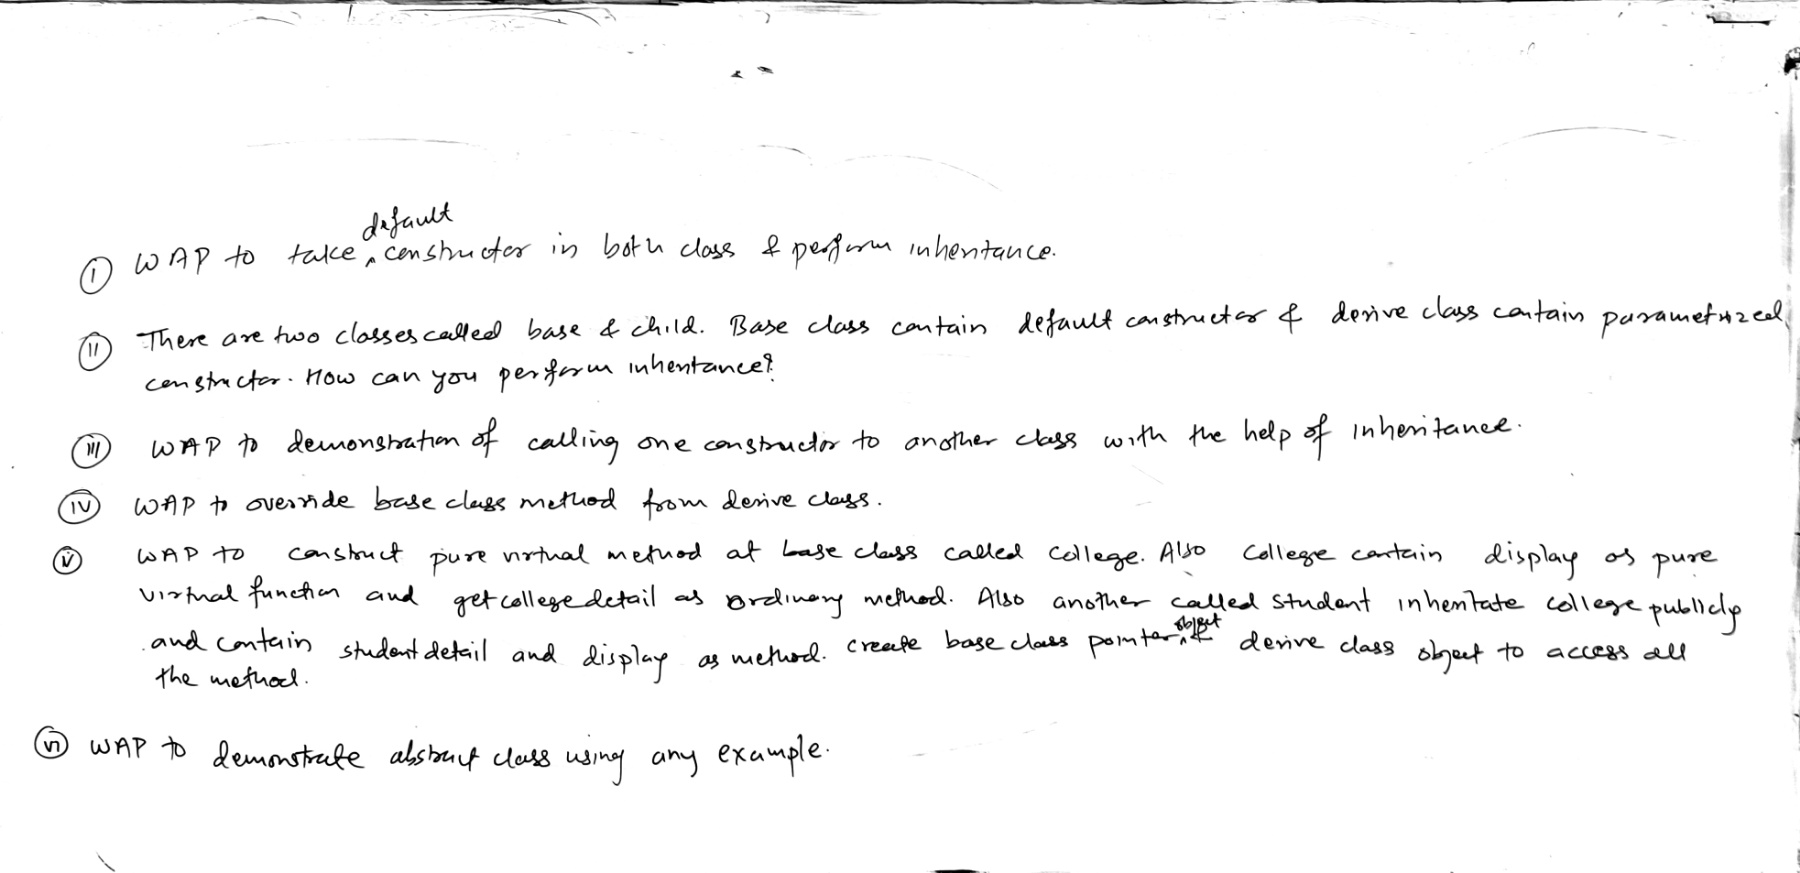 (i) WAP to take default constructor in both class & perform inheritance.
(ii) There are two classes called base & child. Base class contain default constructor & derive class contain parametrized
constructor. How can you perform inheritance?
(iii) WAP to demonstration of calling one constructor to another class with the help of inheritance.
(iv) WAP to override base class method from derive class.
(v) WAP to construct pure virtual method at base class called College. Also College contain display as pure
virtual function and getcollegedetail as ordinary method. Also another called student inheritate college publicly
and contain studentdetail and display as method. create base class pointer object & derive class object to access all
the method.
(vi) WAP to demonstrate abstract class using any example.